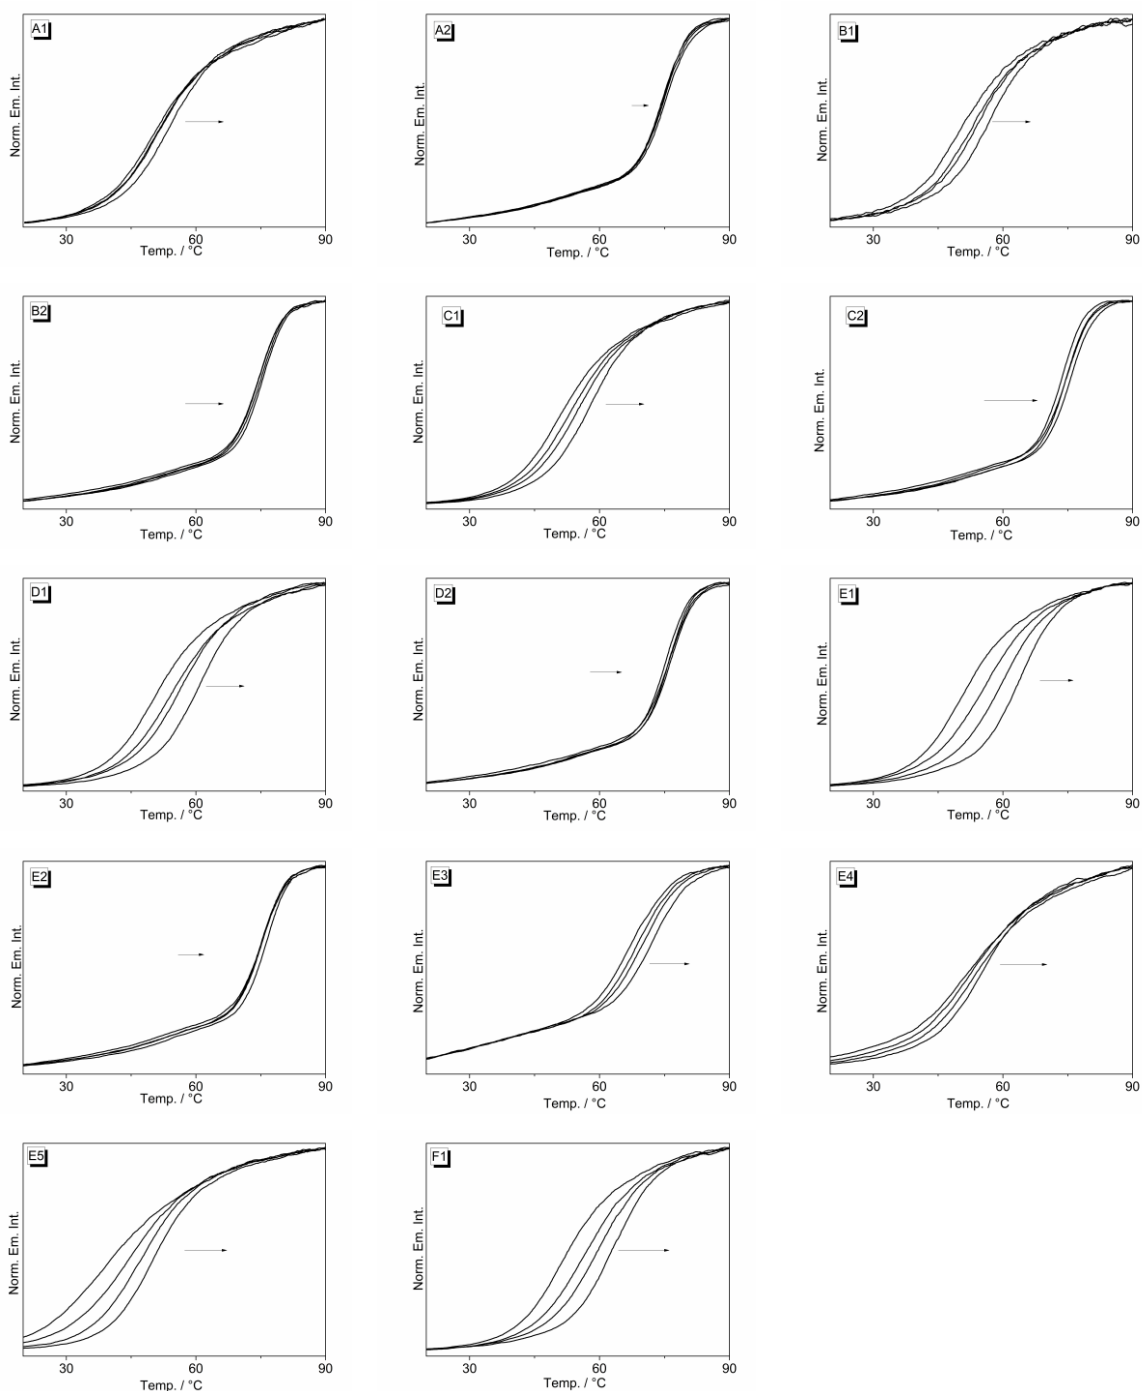 A1
Norm. Em. Int.
30 60 90
Temp. / °C
A2
Norm. Em. Int.
30 60 90
Temp. / °C
B1
Norm. Em. Int.
30 60 90
Temp. / °C
B2
Norm. Em. Int.
30 60 90
Temp. / °C
C1
Norm. Em. Int.
30 60 90
Temp. / °C
C2
Norm. Em. Int.
30 60 90
Temp. / °C
D1
Norm. Em. Int.
30 60 90
Temp. / °C
D2
Norm. Em. Int.
30 60 90
Temp. / °C
E1
Norm. Em. Int.
30 60 90
Temp. / °C
E2
Norm. Em. Int.
30 60 90
Temp. / °C
E3
Norm. Em. Int.
30 60 90
Temp. / °C
E4
Norm. Em. Int.
30 60 90
Temp. / °C
E5
Norm. Em. Int.
30 60 90
Temp. / °C
F1
Norm. Em. Int.
30 60 90
Temp. / °C